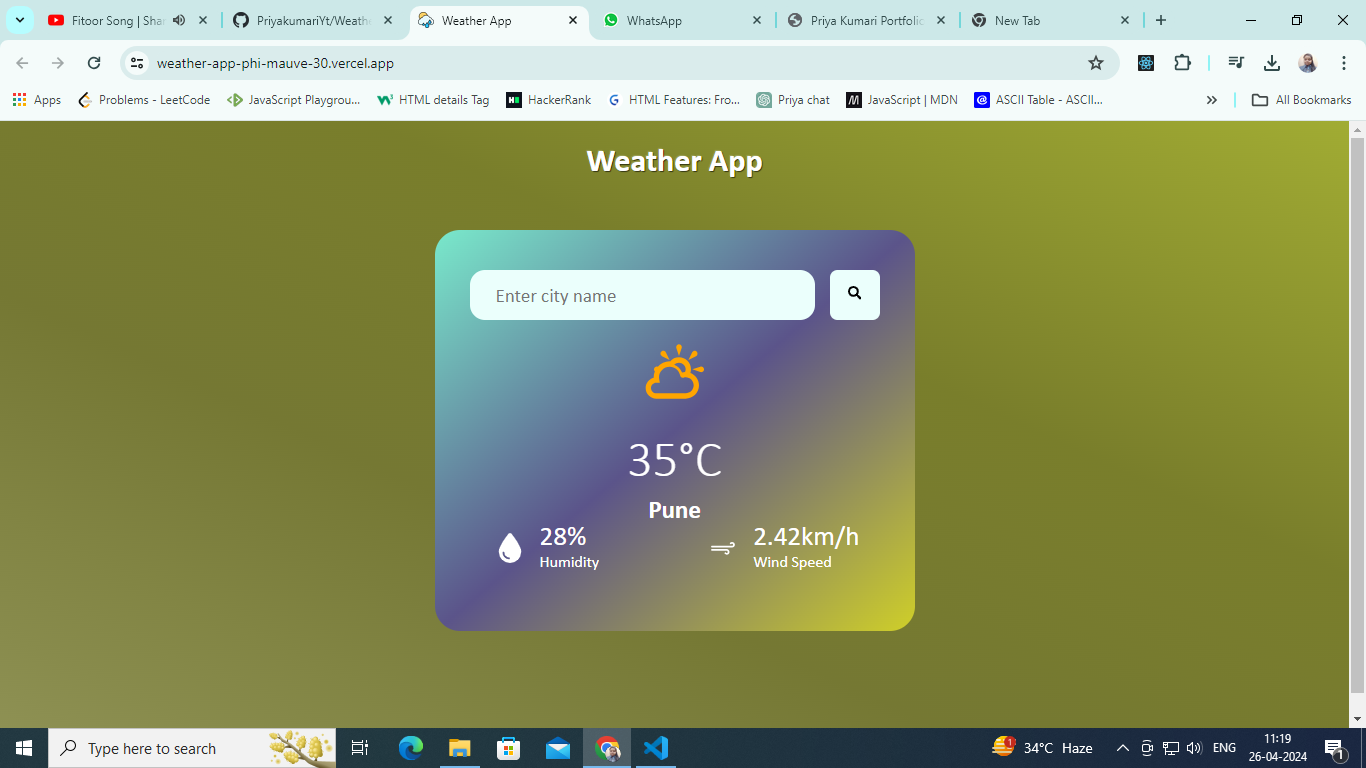 Fitoor Song | Shar
PriyakumariYt/Weathe
Weather App
WhatsApp
Priya Kumari Portfolio
New Tab
weather-app-phi-mauve-30.vercel.app
Apps
Problems - LeetCode
JavaScript Playgrou...
HTML details Tag
HackerRank
HTML Features: Fro...
Priya chat
JavaScript | MDN
ASCII Table - ASCII...
All Bookmarks
Weather App
Enter city name
35°C
Pune
28%
Humidity
2.42km/h
Wind Speed
Type here to search
34°C Haze
ENG
11:19
26-04-2024